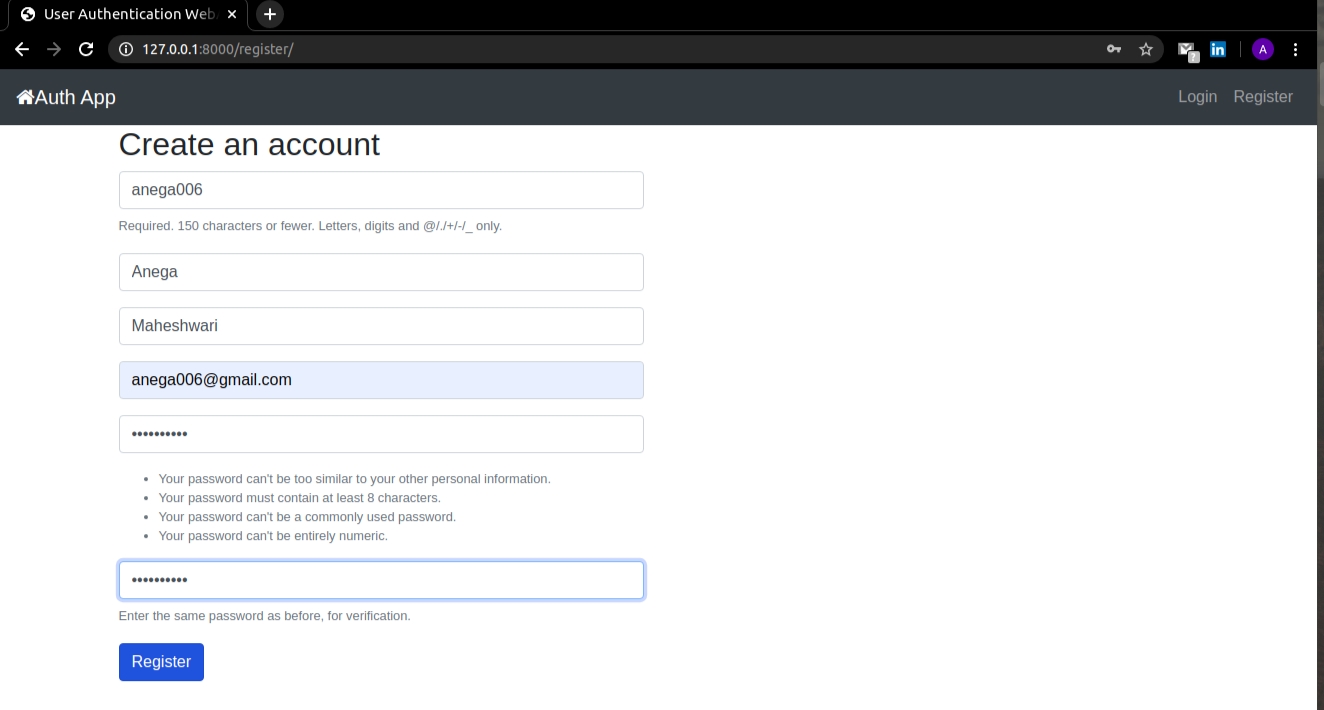 User Authentication Web
127.0.0.1:8000/register/
A
Auth App
Login Register
Create an account
anega006
Required. 150 characters or fewer. Letters, digits and @/./+/-/_ only.
Anega
Maheshwari
anega006@gmail.com
••••••••••
• Your password can't be too similar to your other personal information.
• Your password must contain at least 8 characters.
• Your password can't be a commonly used password.
• Your password can't be entirely numeric.
••••••••••
Enter the same password as before, for verification.
Register